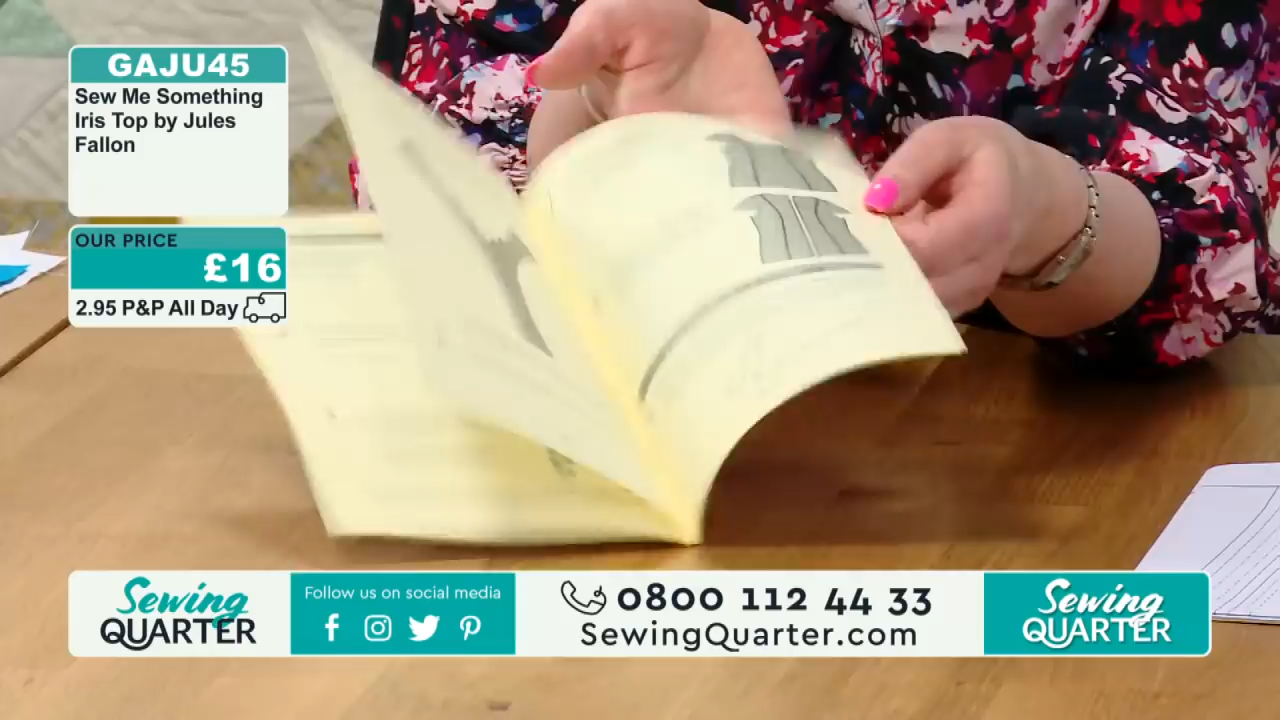 GAJU45
Sew Me Something
Iris Top by Jules
Fallon
OUR PRICE
£16
2.95 P&P All Day
Sewing
QUARTER
Follow us on social media
0800 112 44 33
SewingQuarter.com
Sewing
QUARTER